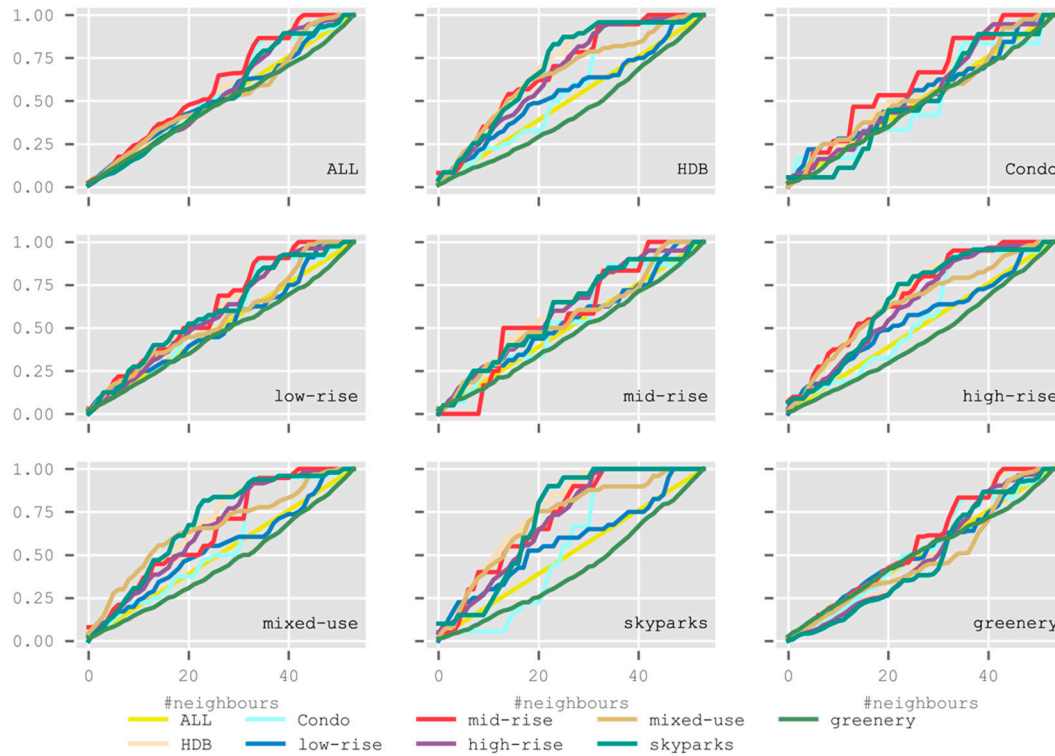 1.00
0.75
0.50
0.25
0.00
ALL
HDB
Condo
1.00
0.75
0.50
0.25
0.00
low-rise
mid-rise
high-rise
1.00
0.75
0.50
0.25
0.00
mixed-use
skyparks
greenery
0 20 40 0 20 40 0 20 40
#neighbours #neighbours #neighbours
ALL Condo mid-rise mixed-use greenery
HDB low-rise high-rise skyparks